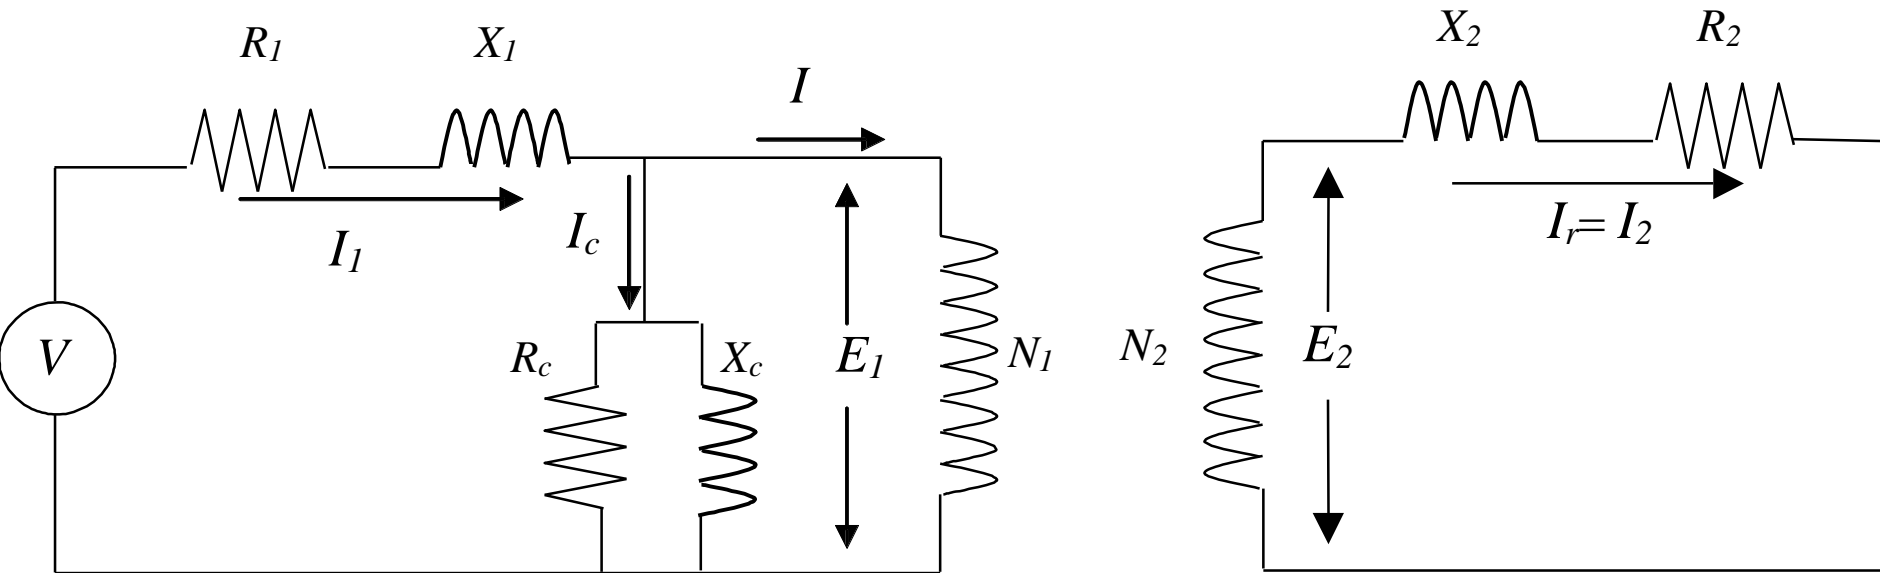 R1 X1 X2 R2
I
I1 Ic Ir= I2
V Rc Xc E1 N1 N2 E2